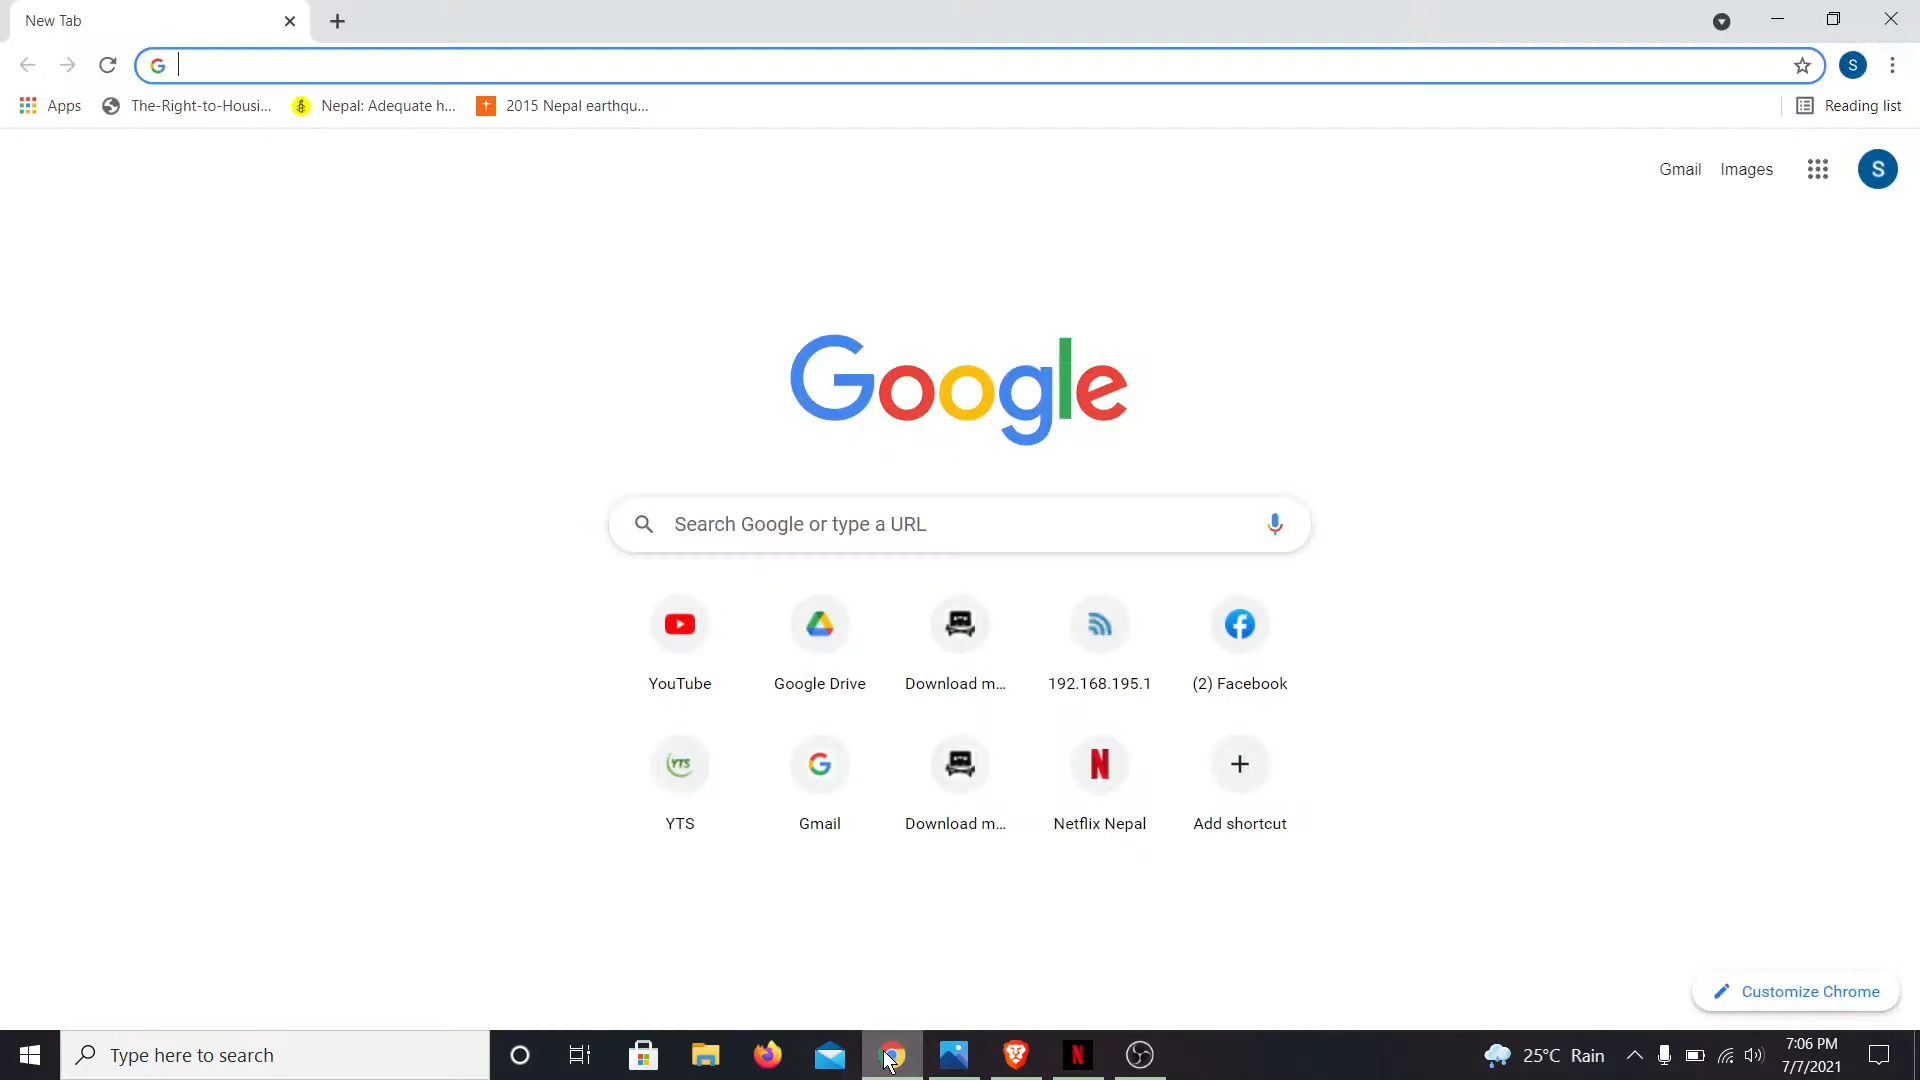 New Tab
Apps The-Right-to-Housi... Nepal: Adequate h... 2015 Nepal earthqu... Reading list
S
Gmail Images S
Google
Search Google or type a URL
YouTube Google Drive Download m... 192.168.195.1 (2) Facebook
YTS
YTS Gmail Download m... Netflix Nepal Add shortcut
Customize Chrome
Type here to search 25°C Rain 7:06 PM
7/7/2021